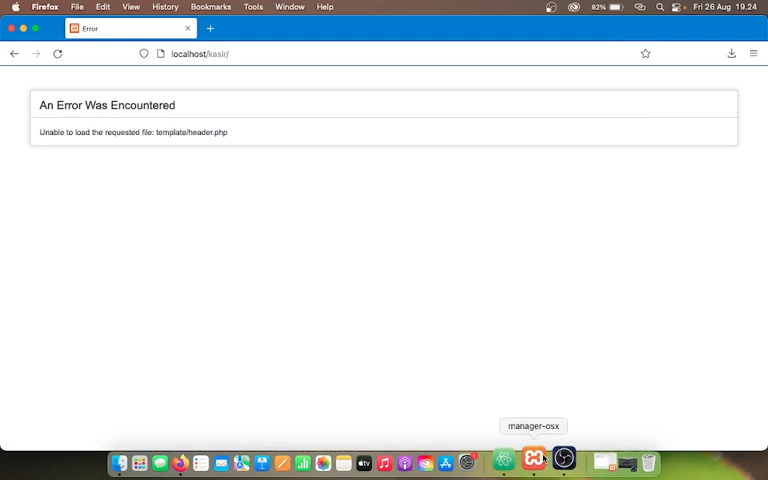 Firefox File Edit View History Bookmarks Tools Window Help 82% Fri 26 Aug 19.24
Error
localhost/kasir/
An Error Was Encountered
Unable to load the requested file: template/header.php
manager-osx